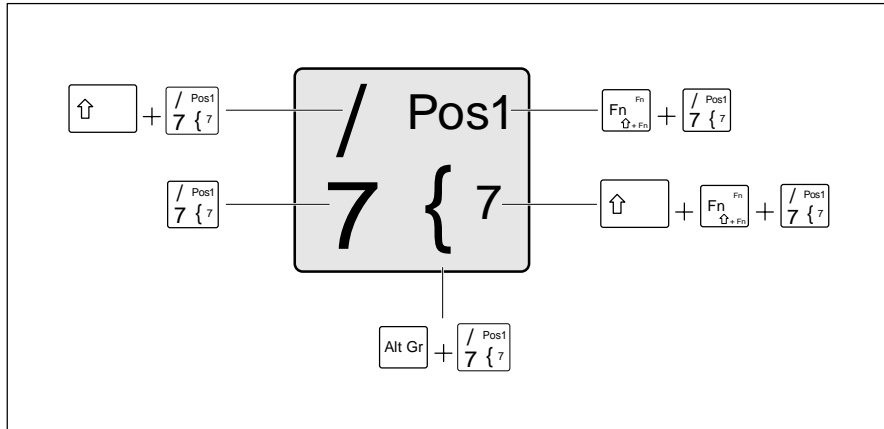 ⇧ + / Pos1 7 { 7
/ Pos1
Fn Fn ⇧ + Fn + / Pos1 7 { 7
/ Pos1 7 { 7
7 { 7
⇧ + Fn Fn ⇧ + Fn + / Pos1 7 { 7
Alt Gr + / Pos1 7 { 7